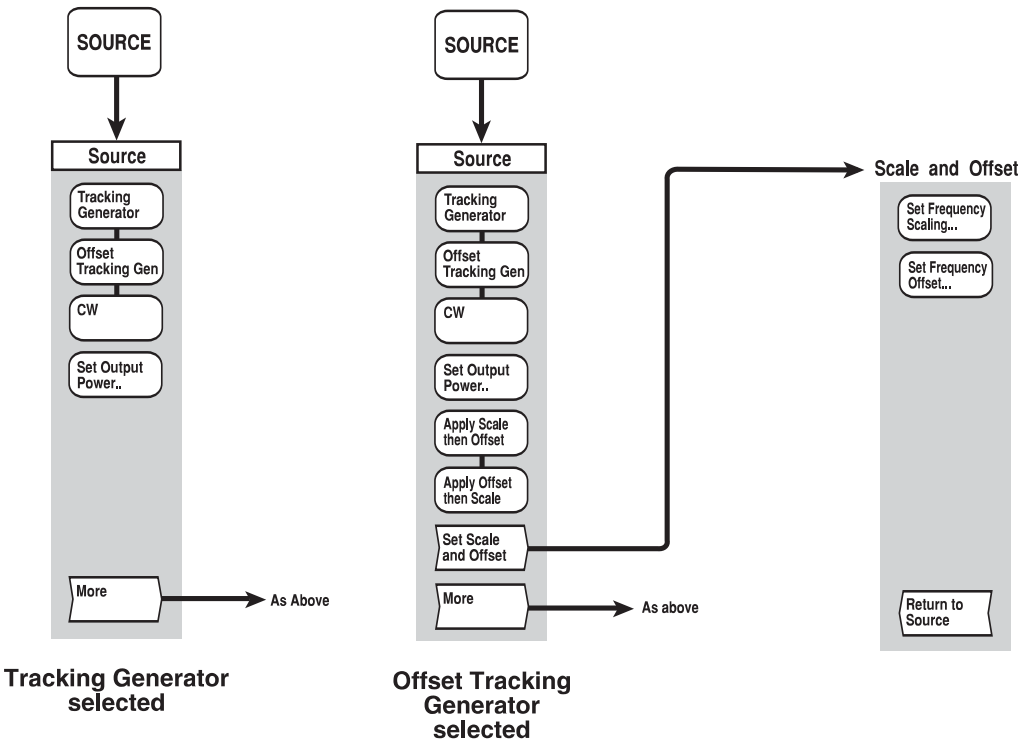 SOURCE
Source
Tracking
Generator
Offset
Tracking Gen
CW
Set Output
Power..
More
As Above
Tracking Generator
selected
SOURCE
Source
Tracking
Generator
Offset
Tracking Gen
CW
Set Output
Power..
Apply Scale
then Offset
Apply Offset
then Scale
Set Scale
and Offset
More
As above
Offset Tracking
Generator
selected
Scale and Offset
Set Frequency
Scaling...
Set Frequency
Offset...
Return to
Source